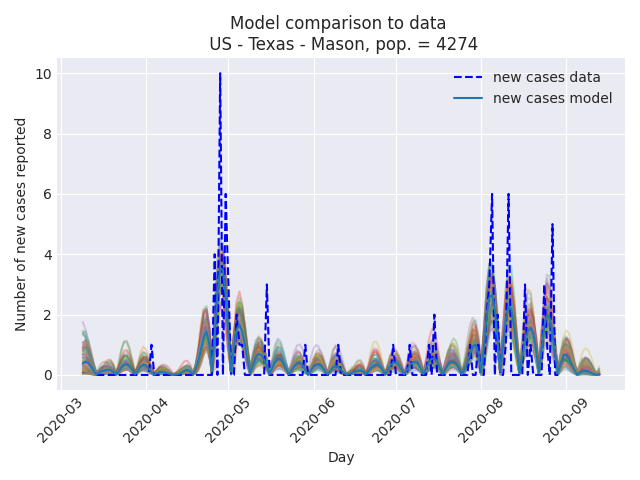 Model comparison to data
US - Texas - Mason, pop. = 4274
new cases data
new cases model
Number of new cases reported
10
8
6
4
2
0
2020-03
2020-04
2020-05
2020-06
2020-07
2020-08
2020-09
Day